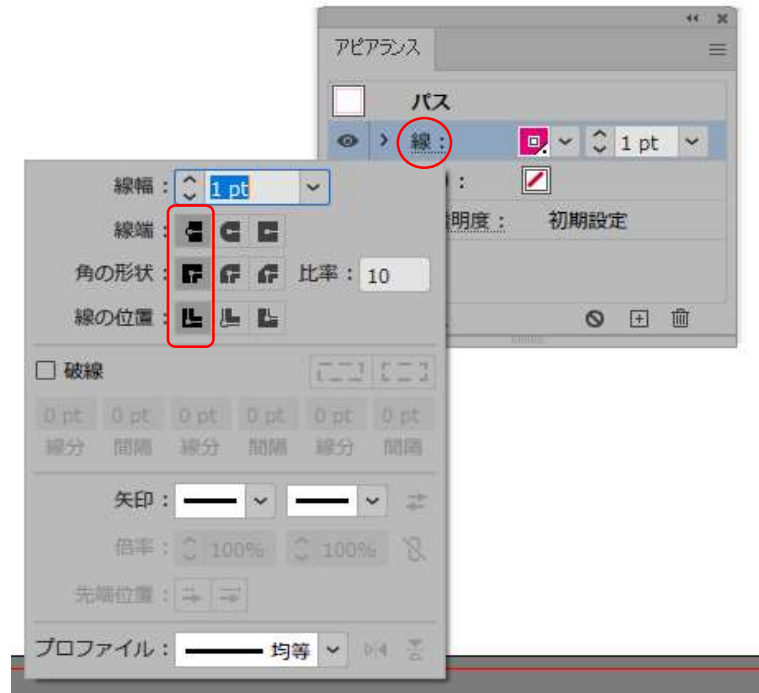 アピアランス
パス
線：
1 pt
：
明度：
初期設定
線幅：
1 pt
線端：
角の形状：
比率：
10
線の位置：
破線
0 pt 0 pt 0 pt 0 pt 0 pt 0 pt
線分 間隔 線分 間隔 線分 間隔
矢印：
倍率：
100%
100%
先端位置：
プロファイル：
均等